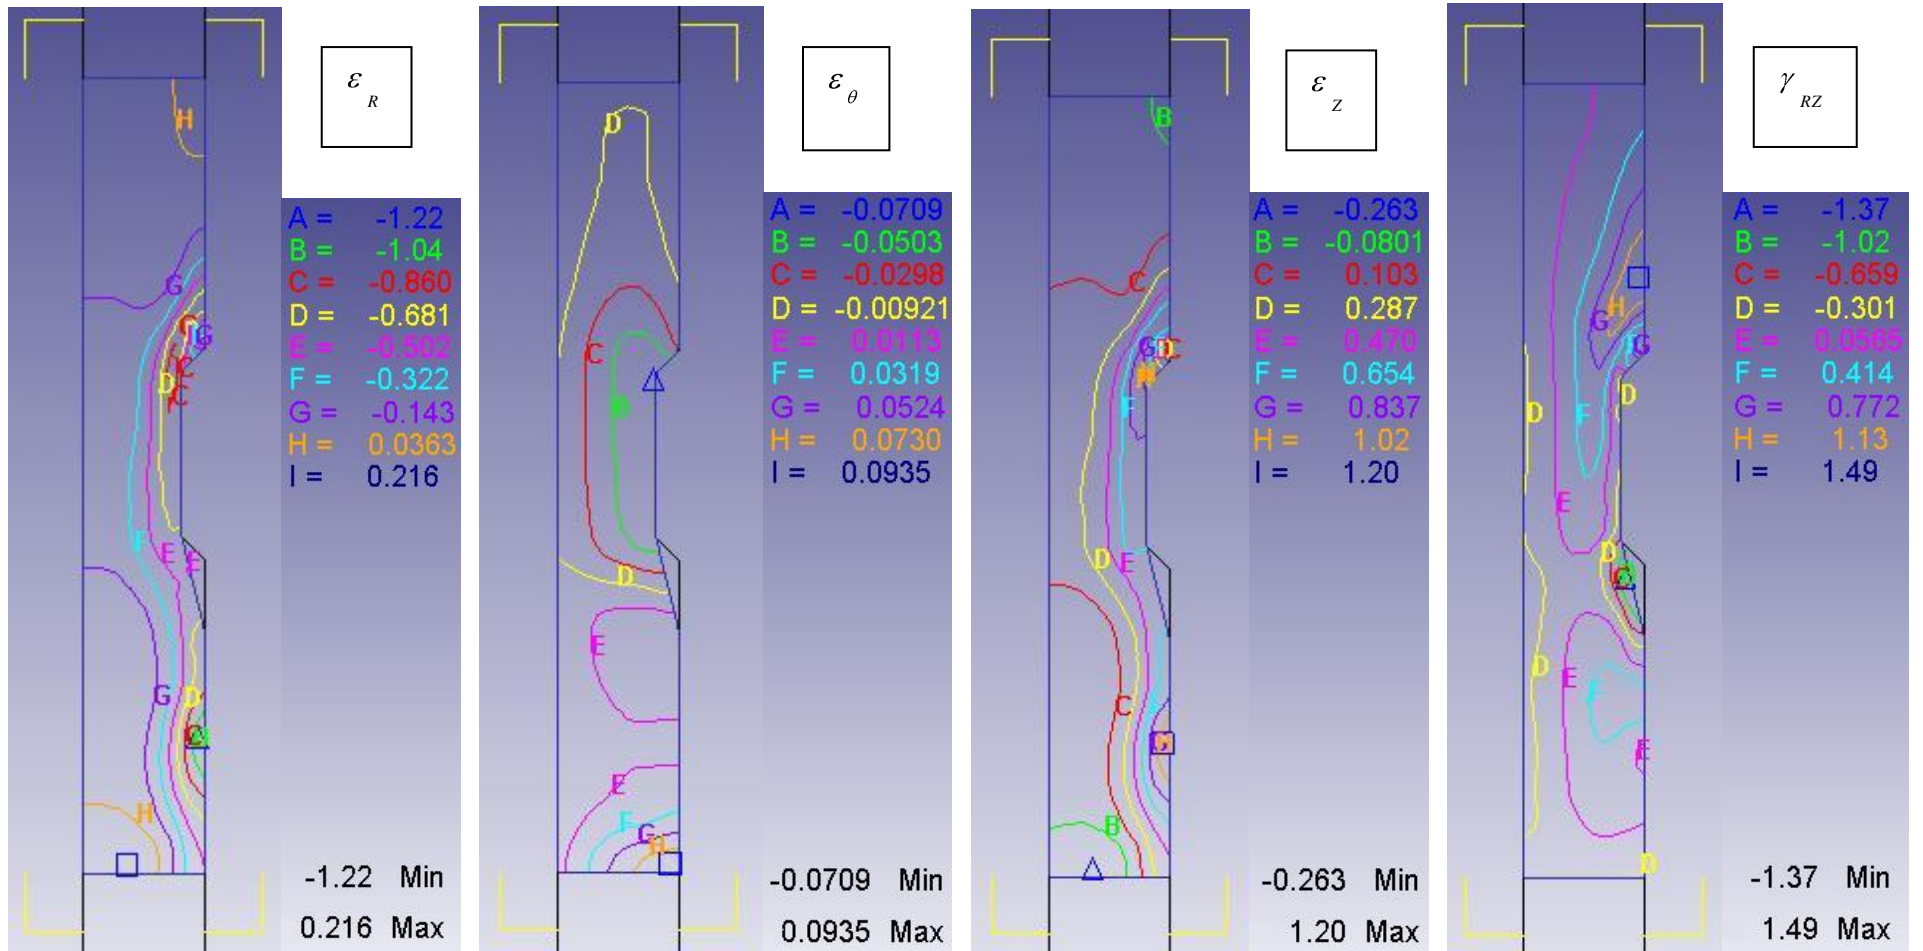 ε R
A = -1.22
B = -1.04
C = -0.860
D = -0.681
E = -0.502
F = -0.322
G = -0.143
H = 0.0363
I = 0.216
-1.22 Min
0.216 Max
H
G
C
G
C
D
C
F
E
E
G
D
C
H
ε θ
A = -0.0709
B = -0.0503
C = -0.0298
D = -0.00921
E = 0.0113
F = 0.0319
G = 0.0524
H = 0.0730
I = 0.0935
-0.0709 Min
0.0935 Max
D
C
D
E
E
F
G
H
ε Z
A = -0.263
B = -0.0801
C = 0.103
D = 0.287
E = 0.470
F = 0.654
G = 0.837
H = 1.02
I = 1.20
-0.263 Min
1.20 Max
B
C
G
D
C
F
D
E
C
B
γ RZ
A = -1.37
B = -1.02
C = -0.659
D = -0.301
E = 0.0565
F = 0.414
G = 0.772
H = 1.13
I = 1.49
-1.37 Min
1.49 Max
H
G
G
D
D
F
E
D
C
D
E
F
E
D